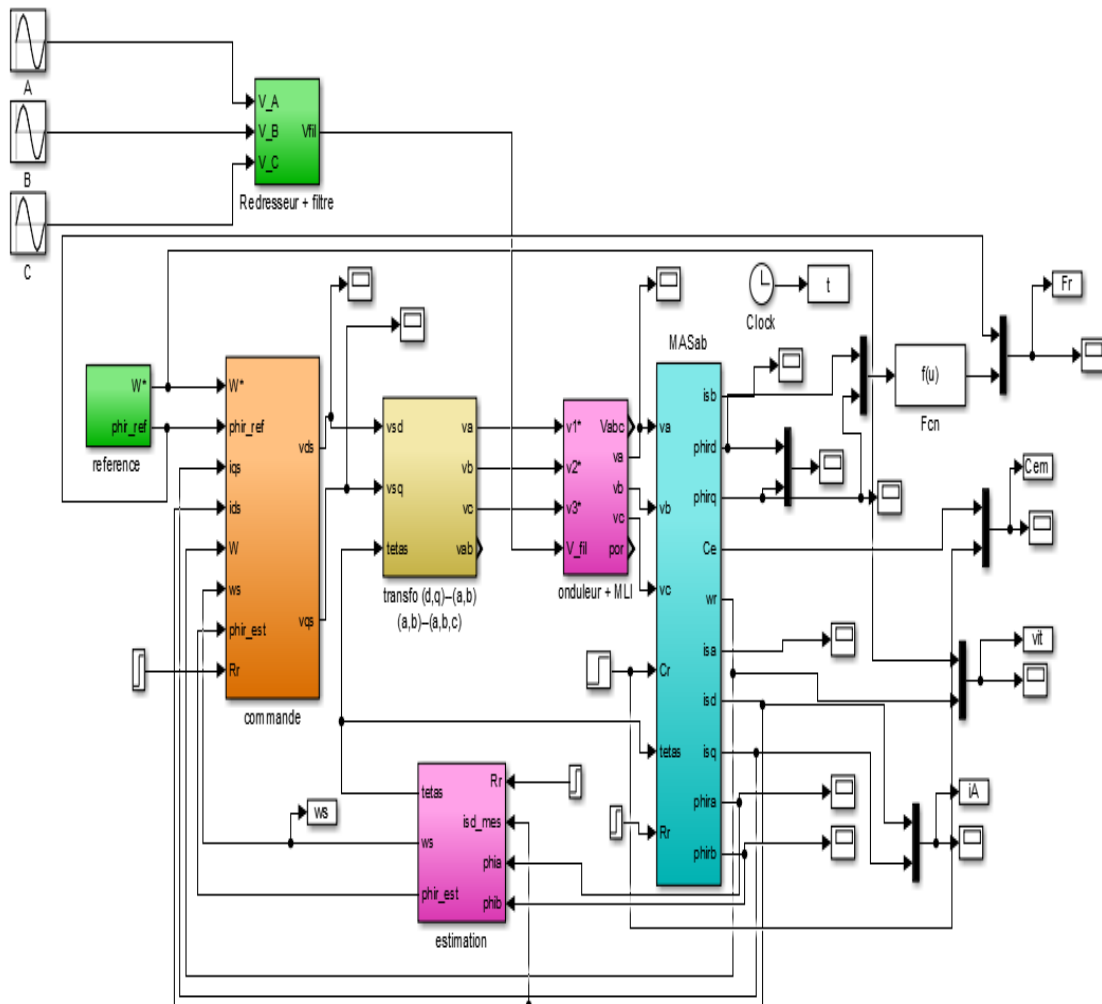 A
B
C
V_A
V_B
V_C
Vfil
Redresseur + filtre
W*
phir_ref
reference
W*
phir_ref
iqs
ids
W
ws
phir_est
Rr
vds
vqs
commande
vsd
vsq
tetas
va
vb
vc
vab
transfo (d,q)--(a,b)
(a,b)--(a,b,c)
v1*
v2*
v3*
V_fil
Vabc
va
vb
vc
por
onduleur + MLI
MASab
va
vb
vc
Cr
tetas
Rr
isb
phird
phirq
Ce
wr
isa
isd
isq
phira
phirb
Clock
t
f(u)
Fcn
Fr
Cem
vit
iA
ws
tetas
ws
phir_est
Rr
isd_mes
phia
phib
estimation